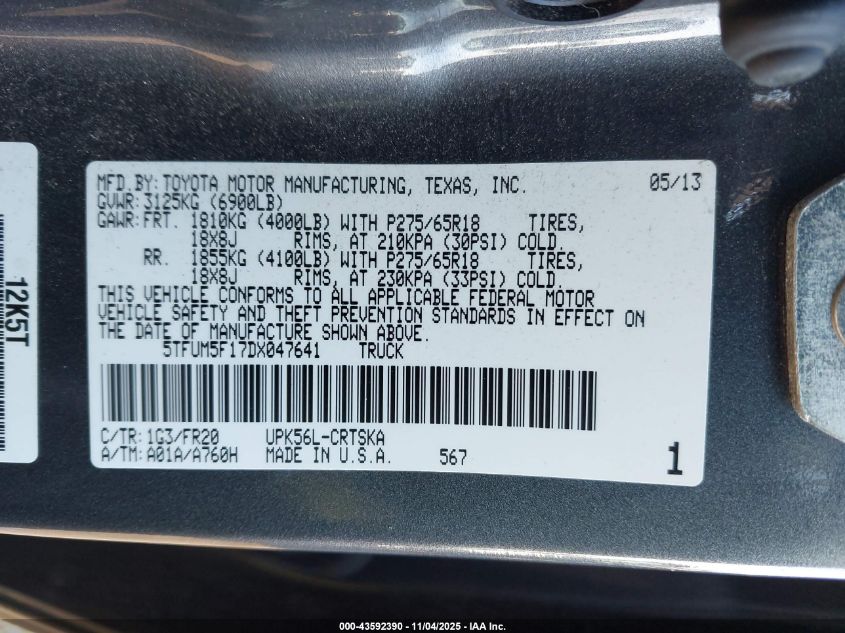 MFD.BY:TOYOTA MOTOR MANUFACTURING, TEXAS, INC. 05/13
GVWR:3125KG (6900LB)
GAWR:FRT. 1810KG (4000LB) WITH P275/65R18 TIRES,
18X8J RIMS, AT 210KPA (30PSI) COLD.
RR. 1855KG (4100LB) WITH P275/65R18 TIRES,
18X8J RIMS, AT 230KPA (33PSI) COLD.
THIS VEHICLE CONFORMS TO ALL APPLICABLE FEDERAL MOTOR
VEHICLE SAFETY AND THEFT PREVENTION STANDARDS IN EFFECT ON
THE DATE OF MANUFACTURE SHOWN ABOVE.
5TFUM5F17DX047641 TRUCK
C/TR:1G3/FR20 UPK56L-CRTSKA
A/TM:A01A/A760H MADE IN U.S.A. 567 1
12K5T
000-43592390 - 11/04/2025 - IAA Inc.